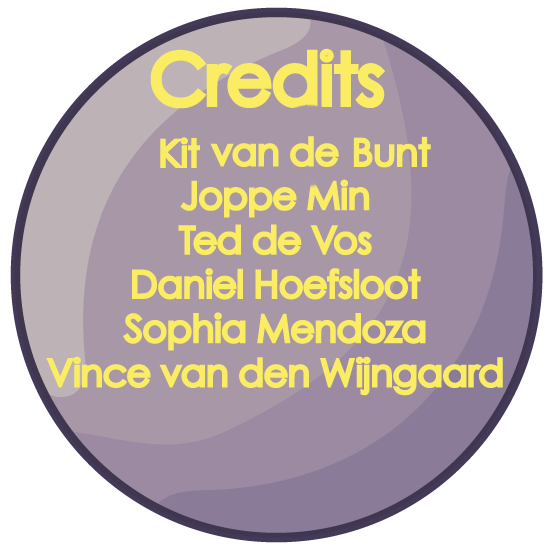 Credits
Kit van de Bunt
Joppe Min
Ted de Vos
Daniel Hoefsloot
Sophia Mendoza
Vince van den Wijngaard